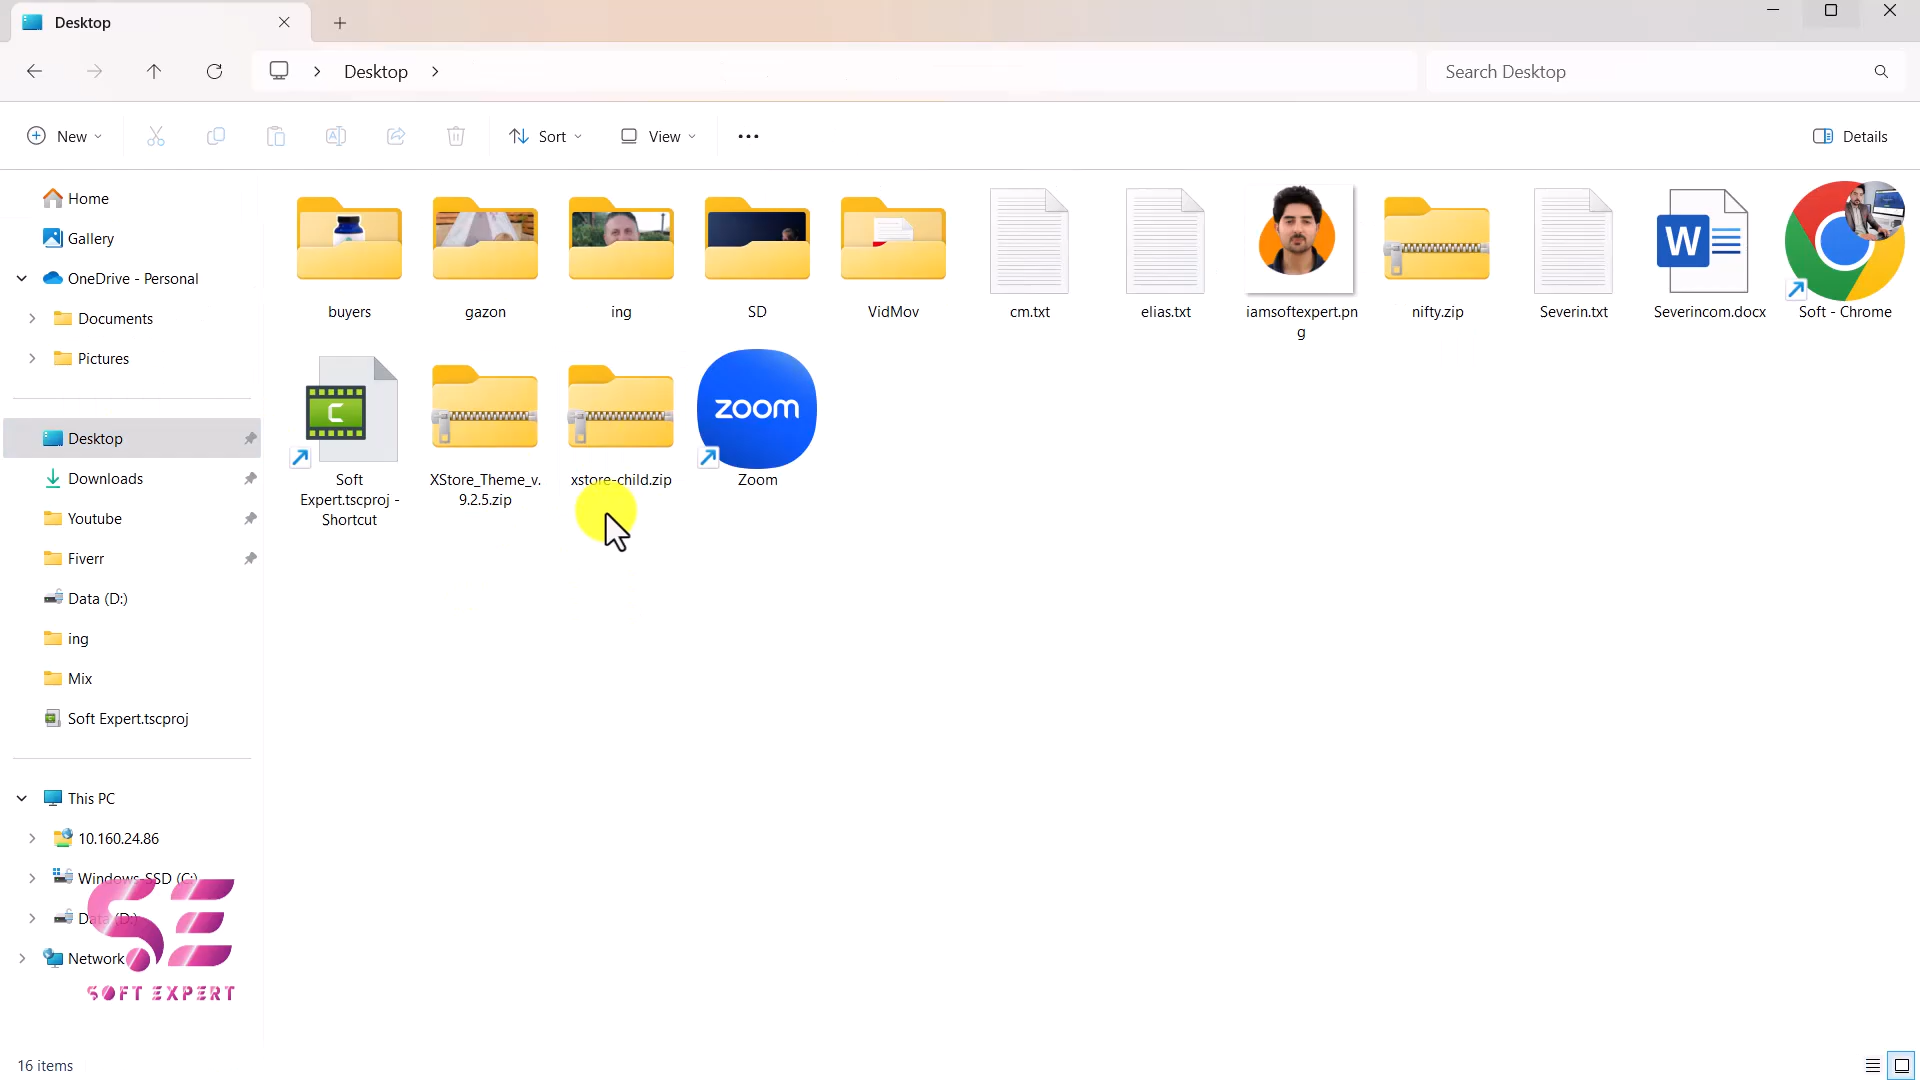 Desktop
Desktop
Search Desktop
New
Sort
View
Details
Home
Gallery
OneDrive - Personal
Documents
Pictures
Desktop
Downloads
Youtube
Fiverr
Data (D:)
ing
Mix
Soft Expert.tscproj
This PC
10.160.24.86
Windows-SSD (C:)
Data (D:)
Network
SE
SOFT EXPERT
buyers
gazon
ing
SD
VidMov
cm.txt
elias.txt
iamsoftexpert.pn
g
nifty.zip
Severin.txt
W
Severincom.docx
Soft - Chrome
C
Soft
Expert.tscproj -
Shortcut
XStore_Theme_v.
9.2.5.zip
xstore-child.zip
zoom
Zoom
16 items